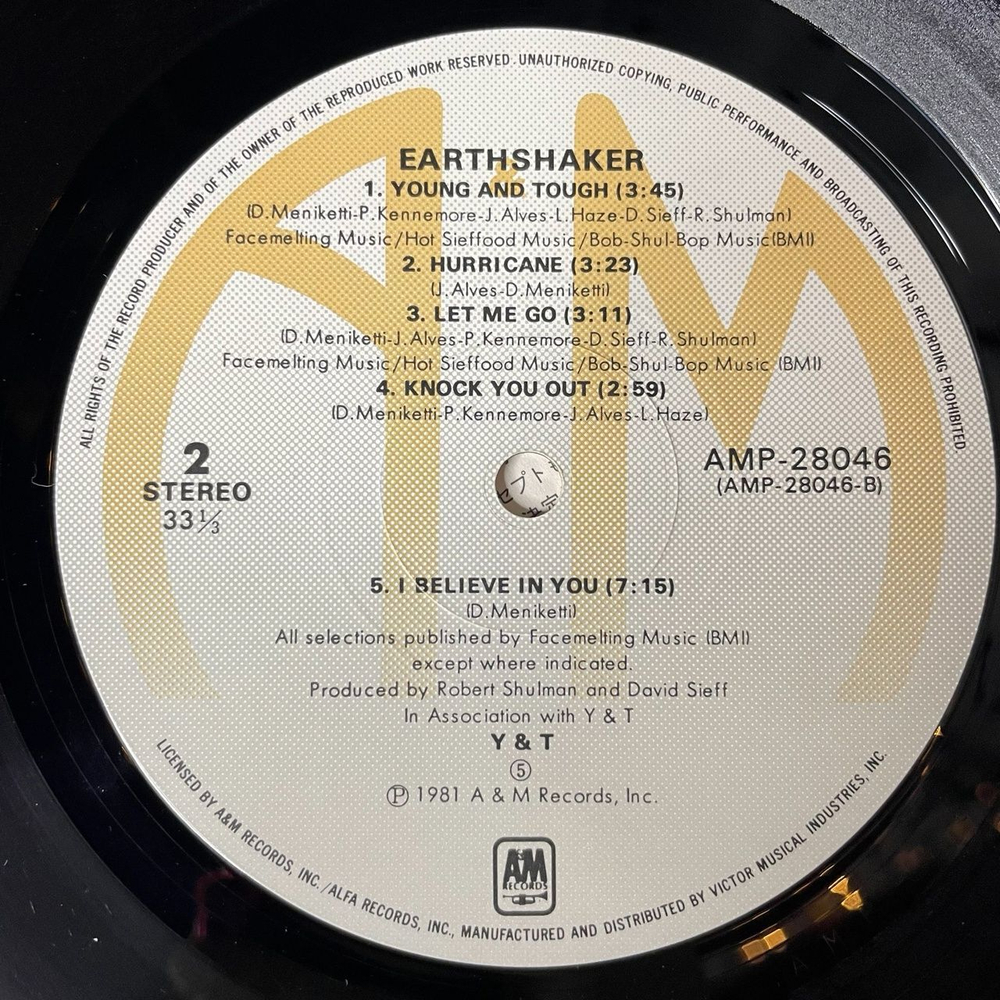 ALL RIGHTS OF THE RECORD PRODUCER AND OF THE OWNER OF THE REPRODUCED WORK RESERVED. UNAUTHORIZED COPYING, PUBLIC PERFORMANCE AND BROADCASTING OF THIS RECORDING PROHIBITED
EARTHSHAKER
1. YOUNG AND TOUGH (3:45)
(D.Meniketti-P.Kennemore-J.Alves-L.Haze-D.Sieff-R.Shulman)
Facemelting Music/Hot Sieffood Music/Bob-Shul-Bop Music(BMI)
2. HURRICANE (3:23)
(J.Alves-D.Meniketti)
3. LET ME GO (3:11)
(D.Meniketti-J.Alves-P.Kennemore-D.Sieff-R.Shulman)
Facemelting Music/Hot Sieffood Music/Bob-Shul-Bop Music (BMI)
4. KNOCK YOU OUT (2:59)
(D.Meniketti-P.Kennemore-J.Alves-L.Haze)
2
STEREO
33⅓
AMP-28046
(AMP-28046-B)
プト
5. I BELIEVE IN YOU (7:15)
(D.Meniketti)
All selections published by Facemelting Music (BMI)
except where indicated.
Produced by Robert Shulman and David Sieff
In Association with Y & T
Y & T
⑤
Ⓟ 1981 A & M Records, Inc.
A&M
RECORDS
LICENSED BY A&M RECORDS, INC./ALFA RECORDS, INC., MANUFACTURED AND DISTRIBUTED BY VICTOR MUSICAL INDUSTRIES, INC.